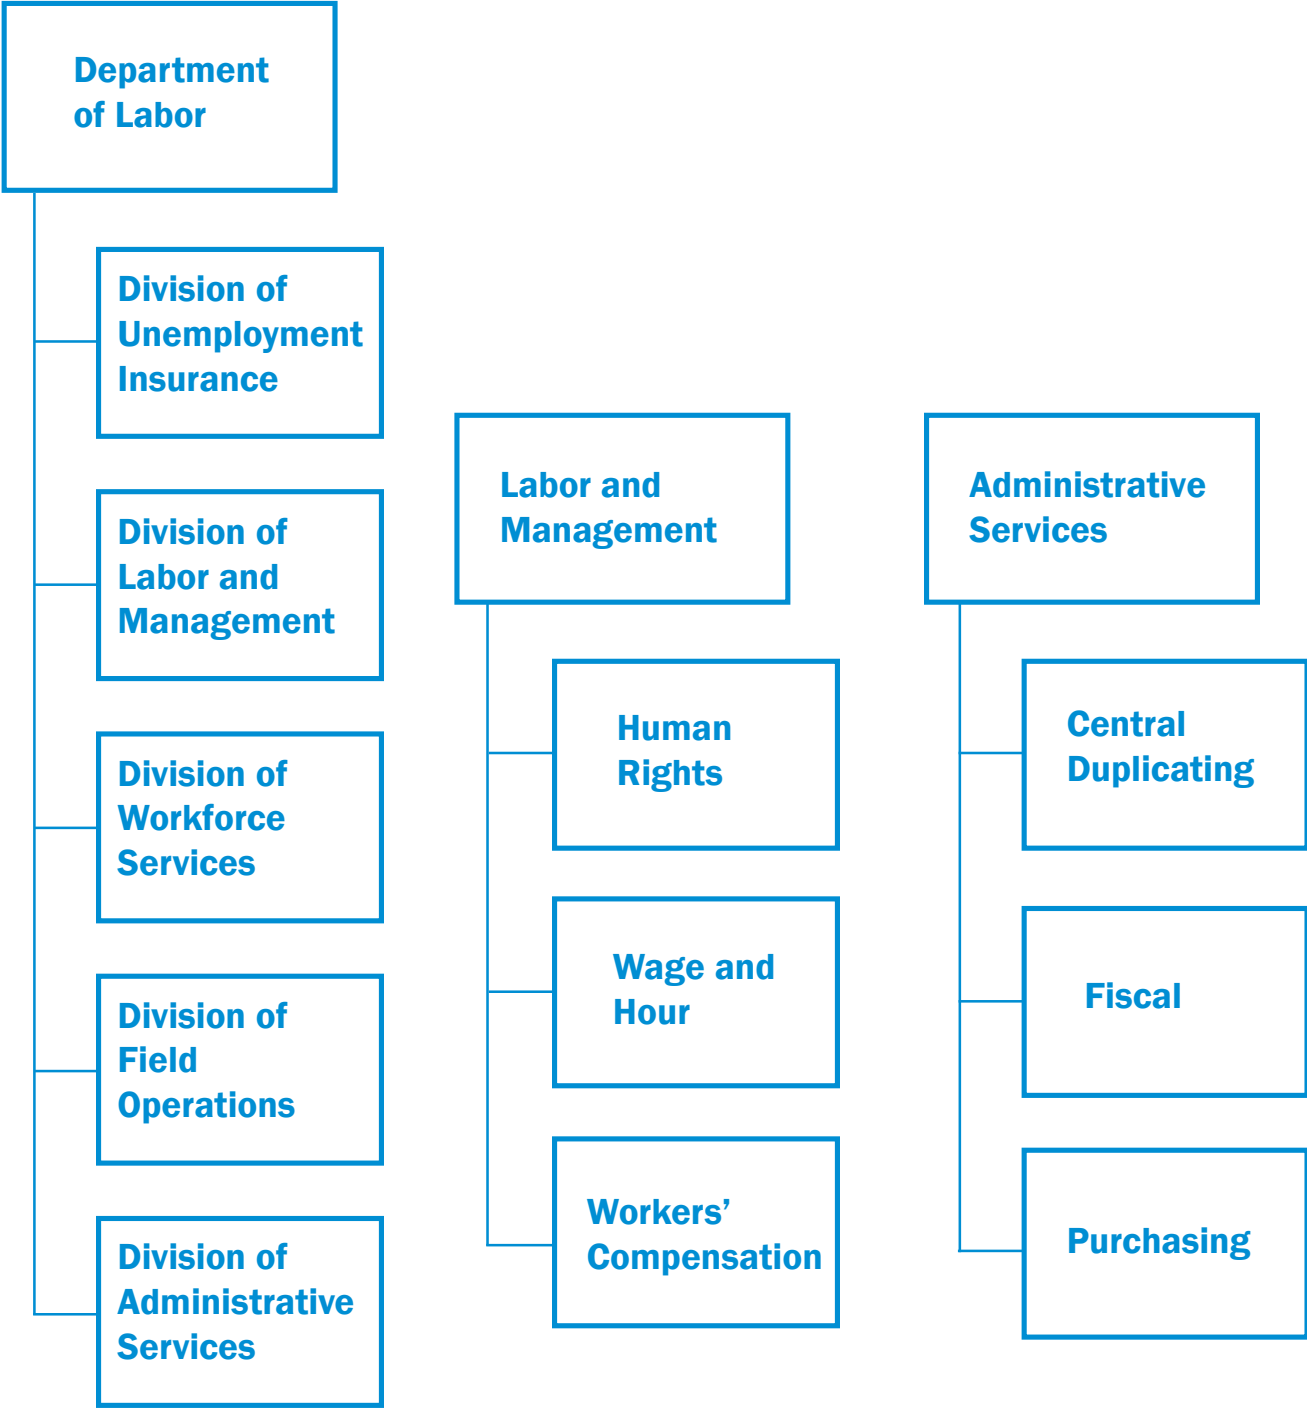 Department
of Labor
Division of
Unemployment
Insurance
Division of
Labor and
Management
Division of
Workforce
Services
Division of
Field
Operations
Division of
Administrative
Services
Labor and
Management
Human
Rights
Wage and
Hour
Workers’
Compensation
Administrative
Services
Central
Duplicating
Fiscal
Purchasing